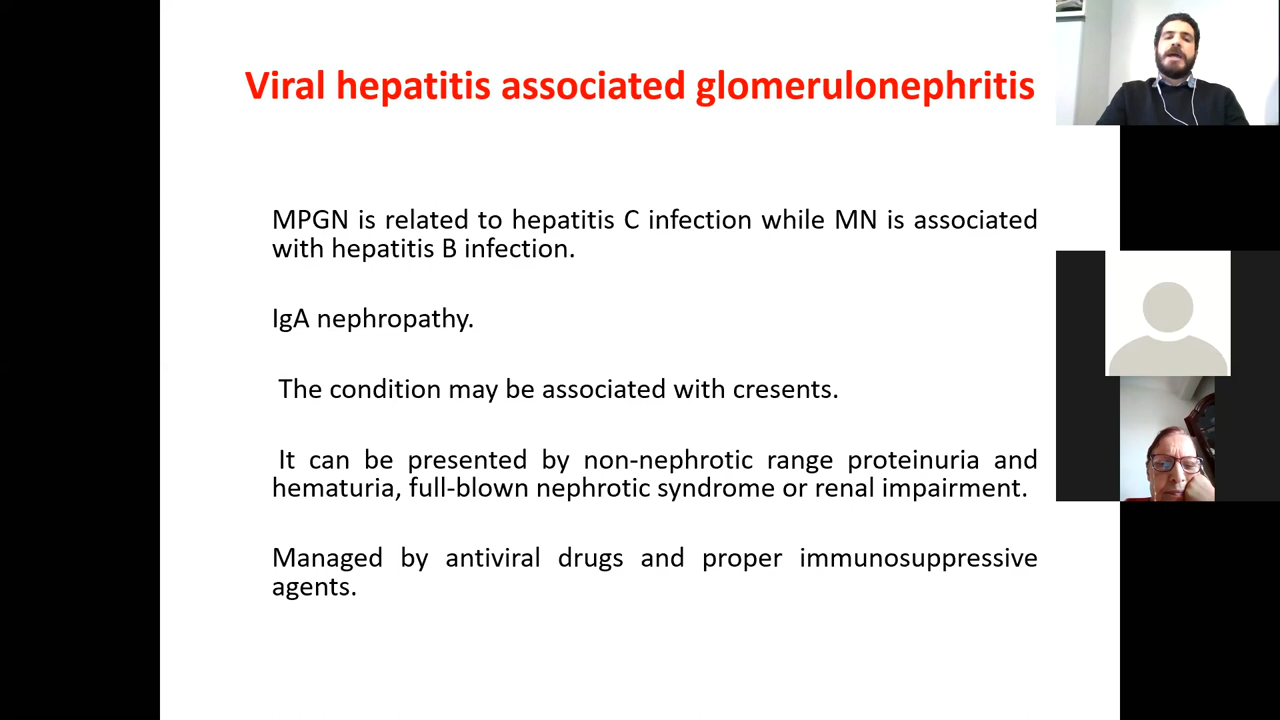 Viral hepatitis associated glomerulonephritis
MPGN is related to hepatitis C infection while MN is associated
with hepatitis B infection.
IgA nephropathy.
The condition may be associated with cresents.
It can be presented by non-nephrotic range proteinuria and
hematuria, full-blown nephrotic syndrome or renal impairment.
Managed by antiviral drugs and proper immunosuppressive
agents.